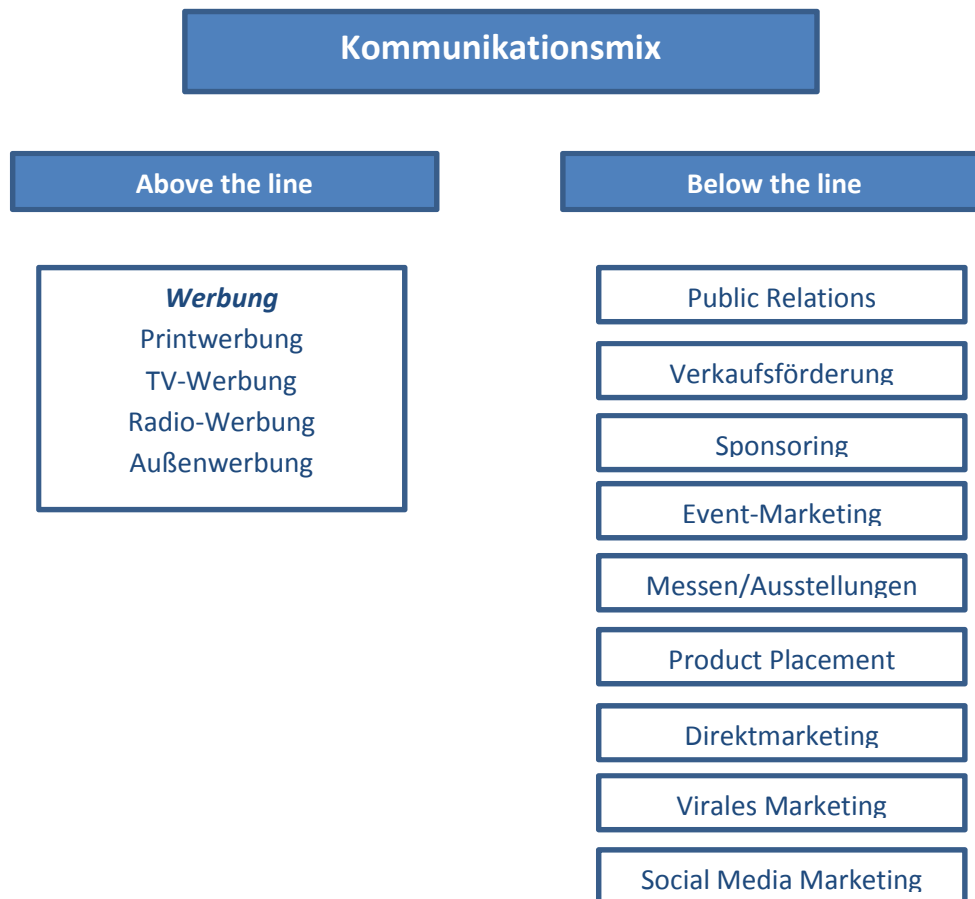 Kommunikationsmix
Above the line
Werbung
Printwerbung
TV-Werbung
Radio-Werbung
Außenwerbung
Below the line
Public Relations
Verkaufsförderung
Sponsoring
Event-Marketing
Messen/Ausstellungen
Product Placement
Direktmarketing
Virales Marketing
Social Media Marketing